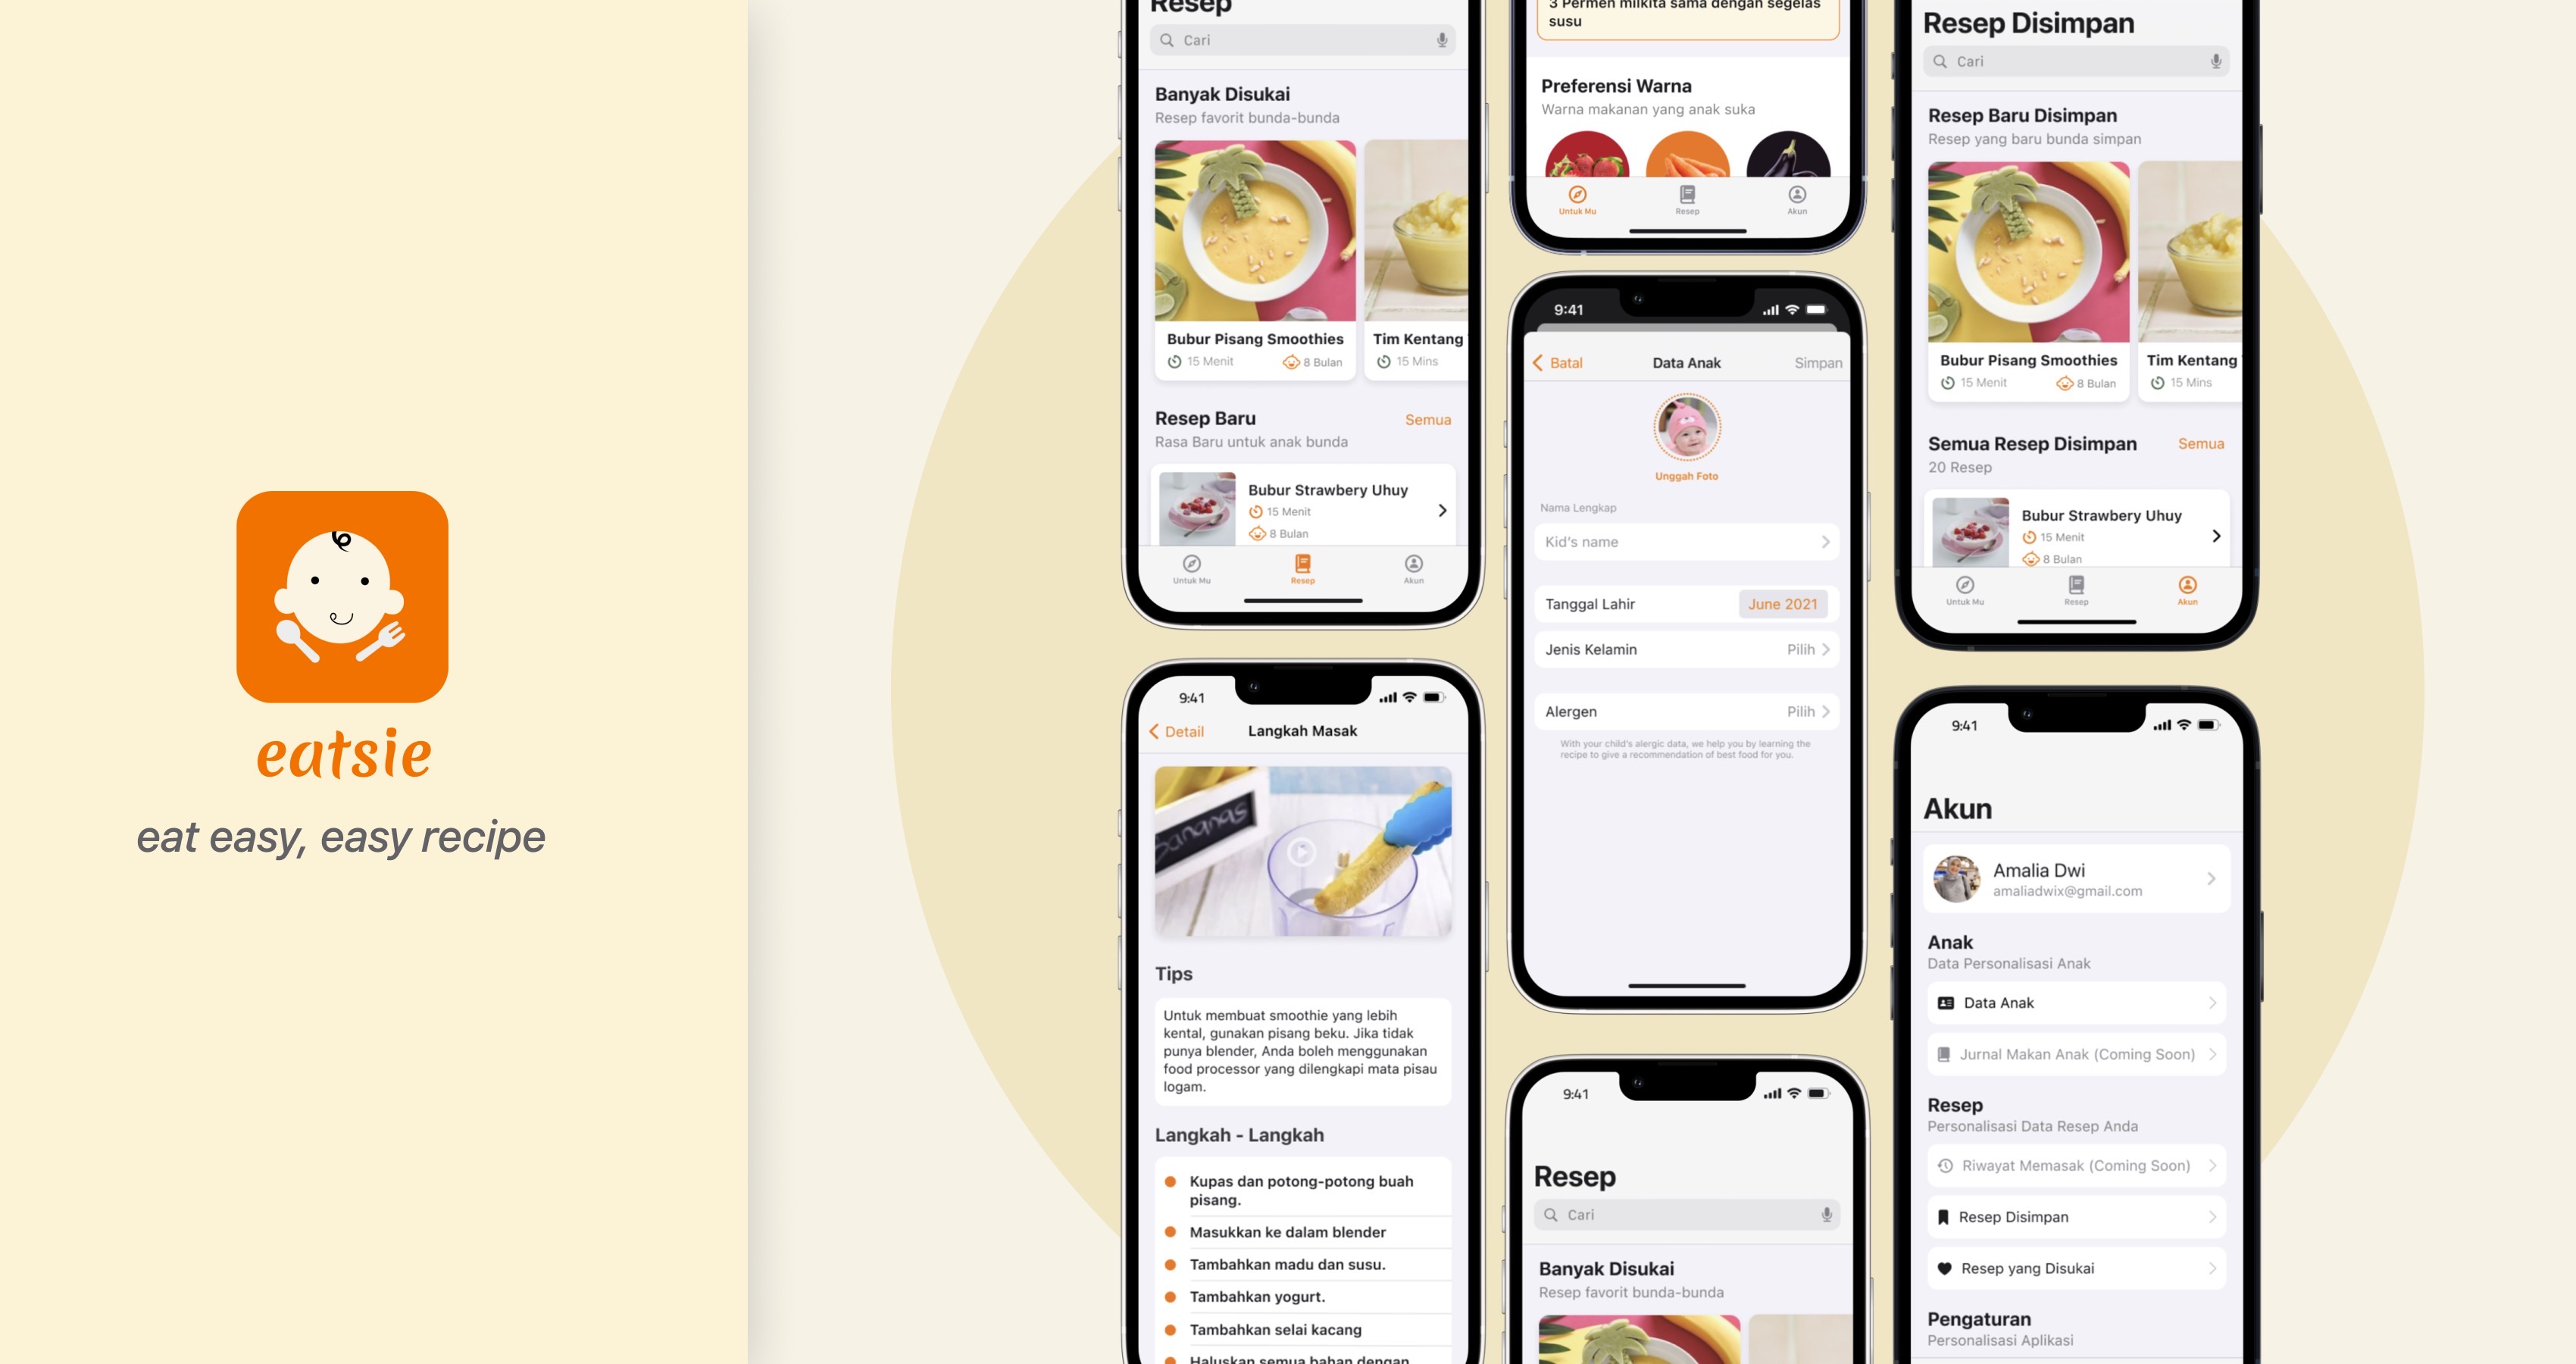 eatsie
eat easy, easy recipe
Resep
Cari
Banyak Disukai
Resep favorit bunda-bunda
Bubur Pisang Smoothies
15 Menit
8 Bulan
Tim Kentang
15 Mins
Resep Baru
Semua
Rasa Baru untuk anak bunda
Bubur Strawbery Uhuy
15 Menit
8 Bulan
Untuk Mu
Resep
Akun
9:41
Detail
Langkah Masak
bananas
Tips
Untuk membuat smoothie yang lebih
kental, gunakan pisang beku. Jika tidak
punya blender, Anda boleh menggunakan
food processor yang dilengkapi mata pisau
logam.
Langkah - Langkah
Kupas dan potong-potong buah
pisang.
Masukkan ke dalam blender
Tambahkan madu dan susu.
Tambahkan yogurt.
Tambahkan selai kacang
Haluskan semua bahan dengan
3 Permen milkita sama dengan segelas
susu
Preferensi Warna
Warna makanan yang anak suka
Untuk Mu
Resep
Akun
9:41
Batal
Data Anak
Simpan
Unggah Foto
Nama Lengkap
Kid's name
Tanggal Lahir
June 2021
Jenis Kelamin
Pilih
Alergen
Pilih
With your child's alergic data, we help you by learning the
recipe to give a recommendation of best food for you.
9:41
Resep
Cari
Banyak Disukai
Resep favorit bunda-bunda
Resep Disimpan
Cari
Resep Baru Disimpan
Resep yang baru bunda simpan
Bubur Pisang Smoothies
15 Menit
8 Bulan
Tim Kentang
15 Mins
Semua Resep Disimpan
Semua
20 Resep
Bubur Strawbery Uhuy
15 Menit
8 Bulan
Untuk Mu
Resep
Akun
9:41
Akun
Amalia Dwi
amaliadwix@gmail.com
Anak
Data Personalisasi Anak
Data Anak
Jurnal Makan Anak (Coming Soon)
Resep
Personalisasi Data Resep Anda
Riwayat Memasak (Coming Soon)
Resep Disimpan
Resep yang Disukai
Pengaturan
Personalisasi Aplikasi